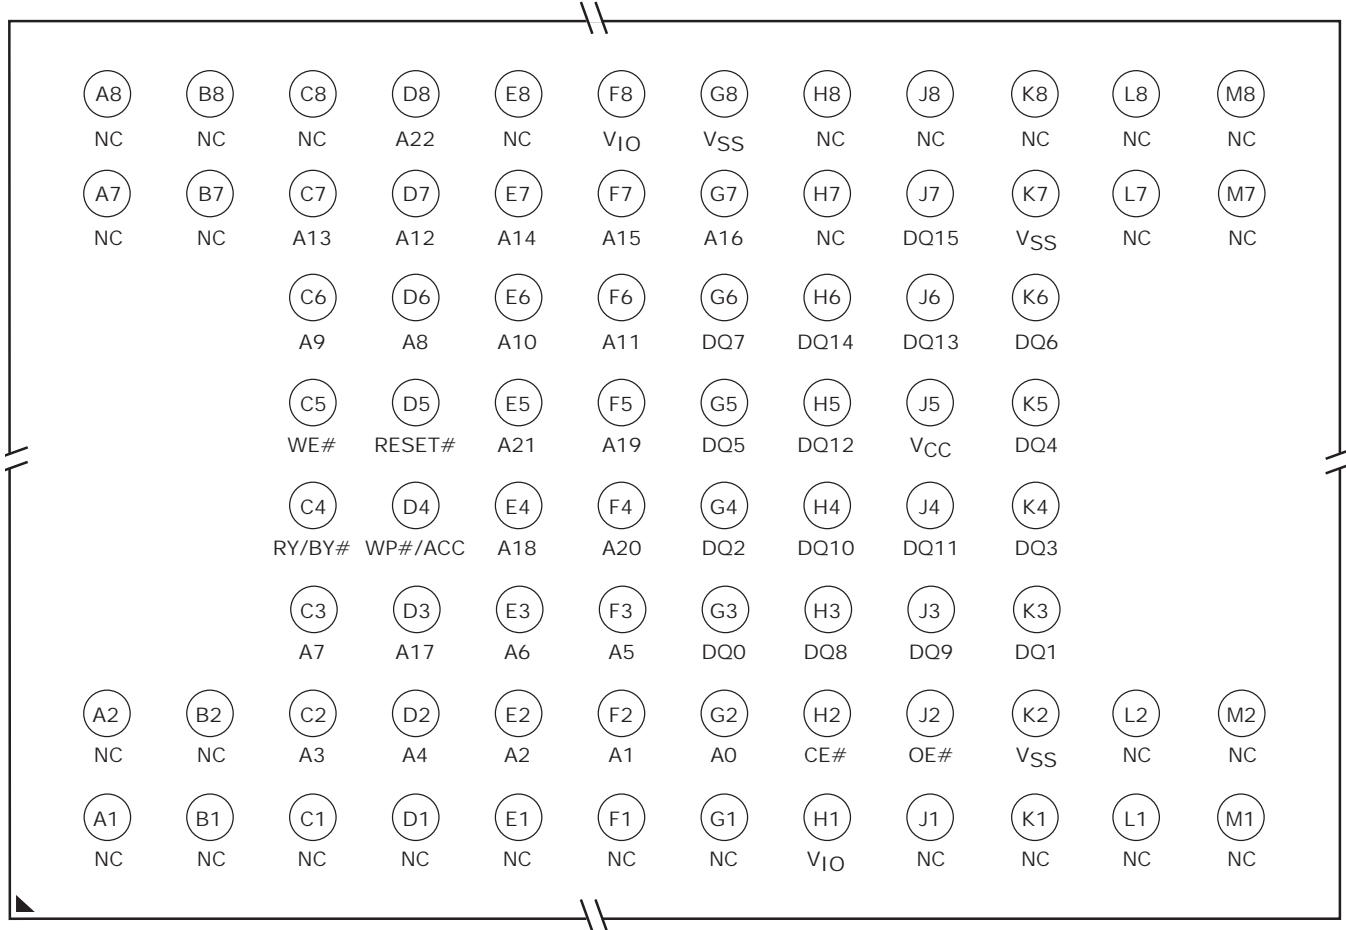 A8 B8 C8 D8 E8 F8 G8 H8 J8 K8 L8 M8
NC NC NC A22 NC VIO VSS NC NC NC NC NC
A7 B7 C7 D7 E7 F7 G7 H7 J7 K7 L7 M7
NC NC A13 A12 A14 A15 A16 NC DQ15 VSS NC NC
C6 D6 E6 F6 G6 H6 J6 K6
A9 A8 A10 A11 DQ7 DQ14 DQ13 DQ6
C5 D5 E5 F5 G5 H5 J5 K5
WE# RESET# A21 A19 DQ5 DQ12 VCC DQ4
C4 D4 E4 F4 G4 H4 J4 K4
RY/BY# WP#/ACC A18 A20 DQ2 DQ10 DQ11 DQ3
C3 D3 E3 F3 G3 H3 J3 K3
A7 A17 A6 A5 DQ0 DQ8 DQ9 DQ1
A2 B2 C2 D2 E2 F2 G2 H2 J2 K2 L2 M2
NC NC A3 A4 A2 A1 A0 CE# OE# VSS NC NC
A1 B1 C1 D1 E1 F1 G1 H1 J1 K1 L1 M1
NC NC NC NC NC NC NC VIO NC NC NC NC